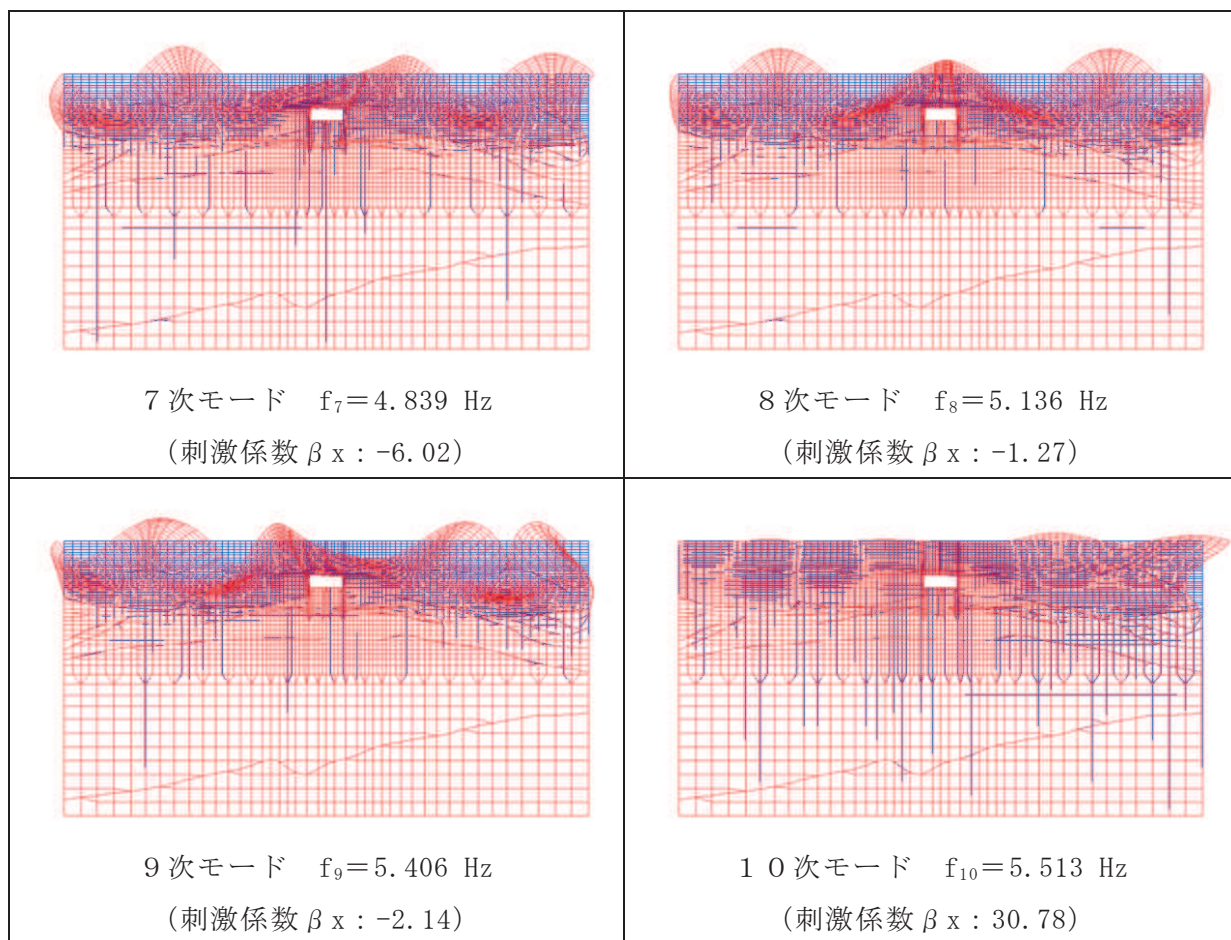 7次モード f₇=4.839 Hz
(刺激係数βx:-6.02)
8次モード f₈=5.136 Hz
(刺激係数βx:-1.27)
9次モード f₉=5.406 Hz
(刺激係数βx:-2.14)
10次モード f₁₀=5.513 Hz
(刺激係数βx:30.78)